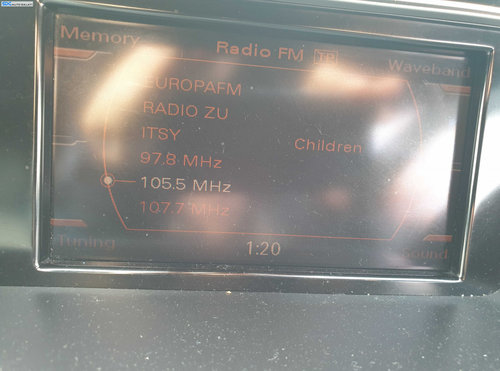 Memory
Radio FM TP
Waveband
EUROPAFM
RADIO ZU
ITSY
Children
97.8 MHz
105.5 MHz
107.7 MHz
Tuning
1:20
Sound